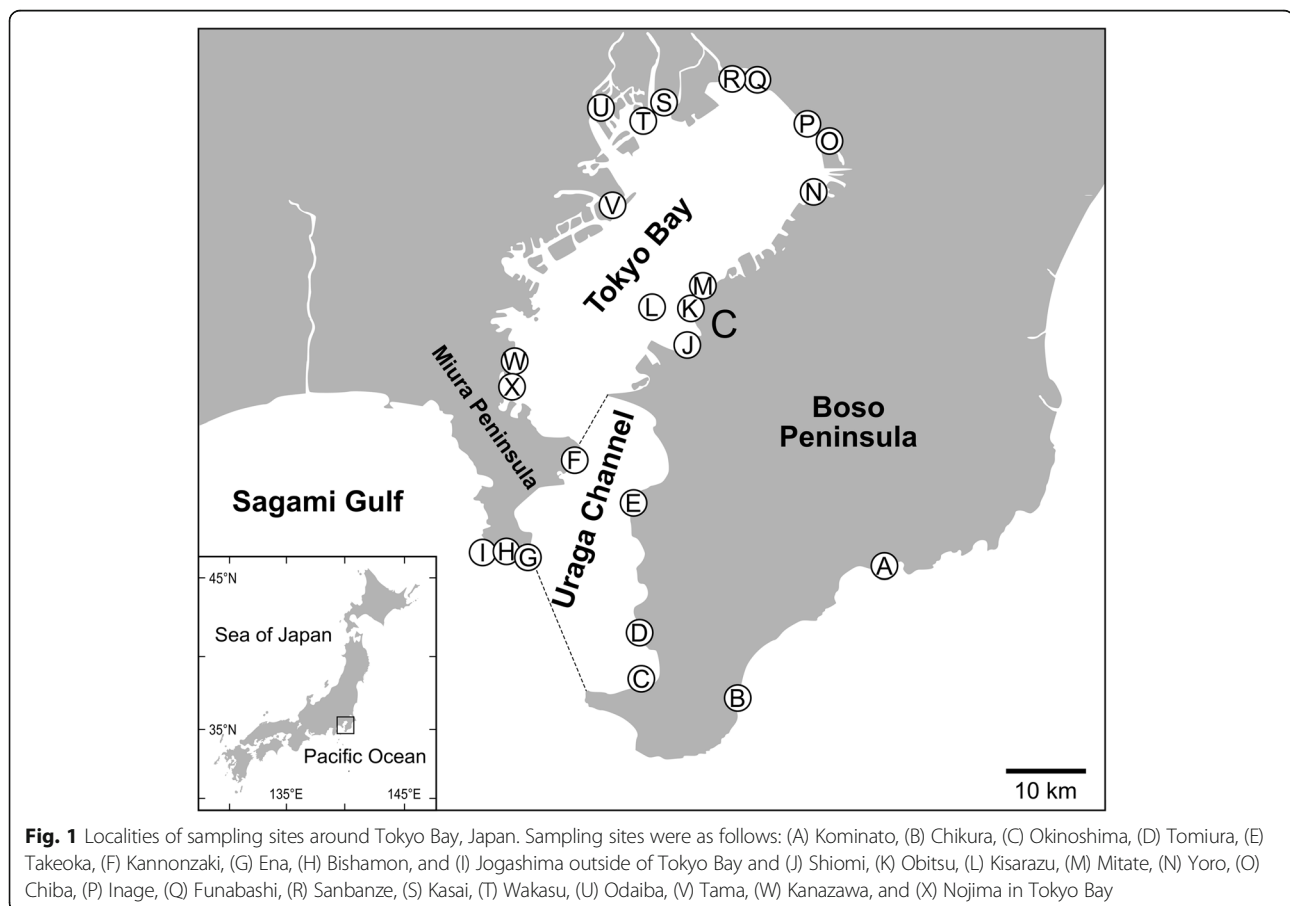 R Q
U
S
T
P
O
N
V
Tokyo Bay
M
L
K
C
J
W
X
Miura Peninsula
Boso
Peninsula
F
Uraga Channel
E
Sagami Gulf
I H G
A
45°N
Sea of Japan
D
C
B
35°N
Pacific Ocean
135°E 145°E
10 km
Fig. 1 Localities of sampling sites around Tokyo Bay, Japan. Sampling sites were as follows: (A) Kominato, (B) Chikura, (C) Okinoshima, (D) Tomiura, (E)
Takeoka, (F) Kannonzaki, (G) Ena, (H) Bishamon, and (I) Jogashima outside of Tokyo Bay and (J) Shiomi, (K) Obitsu, (L) Kisarazu, (M) Mitate, (N) Yoro, (O)
Chiba, (P) Inage, (Q) Funabashi, (R) Sanbanze, (S) Kasai, (T) Wakasu, (U) Odaiba, (V) Tama, (W) Kanazawa, and (X) Nojima in Tokyo Bay